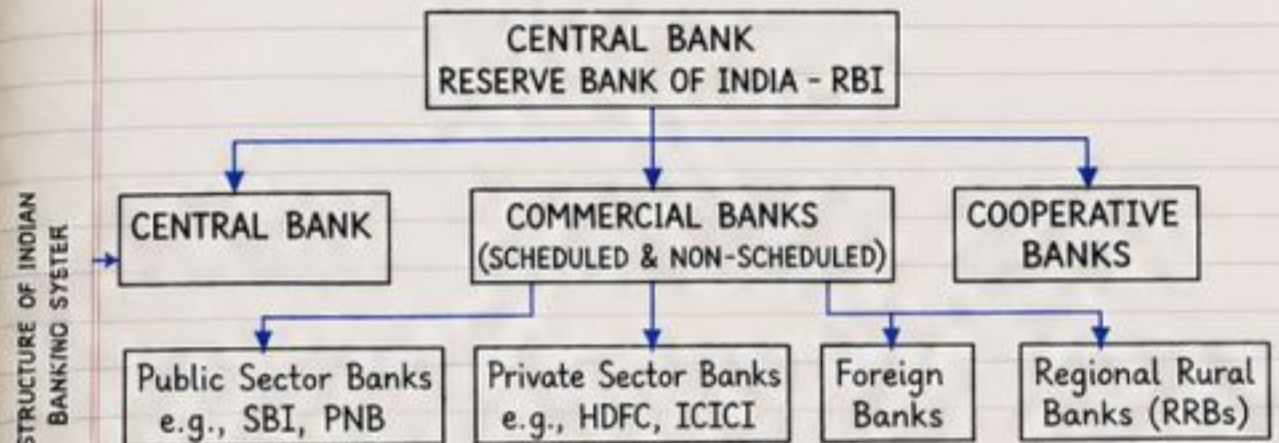 CENTRAL BANK
RESERVE BANK OF INDIA - RBI
STRUCTURE OF INDIAN
BANKING SYSTEM
CENTRAL BANK
COMMERCIAL BANKS
(SCHEDULED & NON-SCHEDULED)
COOPERATIVE
BANKS
Public Sector Banks
e.g., SBI, PNB
Private Sector Banks
e.g., HDFC, ICICI
Foreign
Banks
Regional Rural
Banks (RRBs)